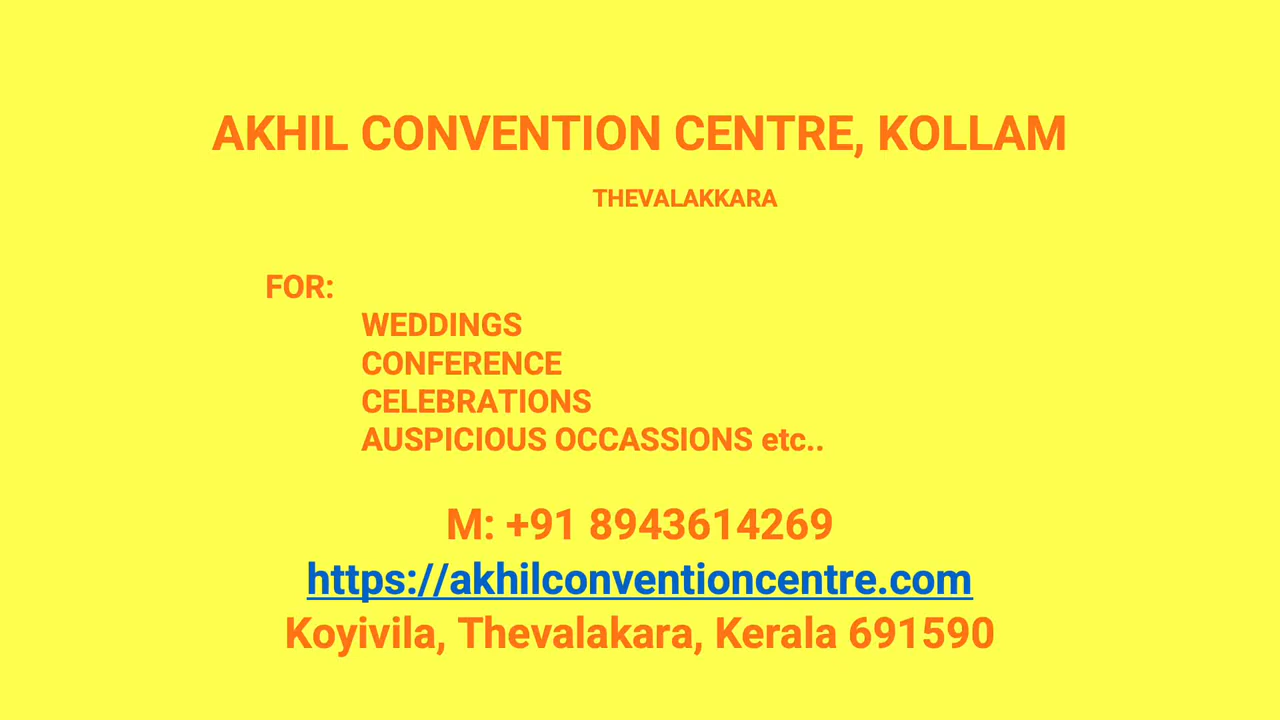 AKHIL CONVENTION CENTRE, KOLLAM
THEVALAKKARA
FOR:
WEDDINGS
CONFERENCE
CELEBRATIONS
AUSPICIOUS OCCASSIONS etc..
M: +91 8943614269
https://akhilconventioncentre.com
Koyivila, Thevalakara, Kerala 691590